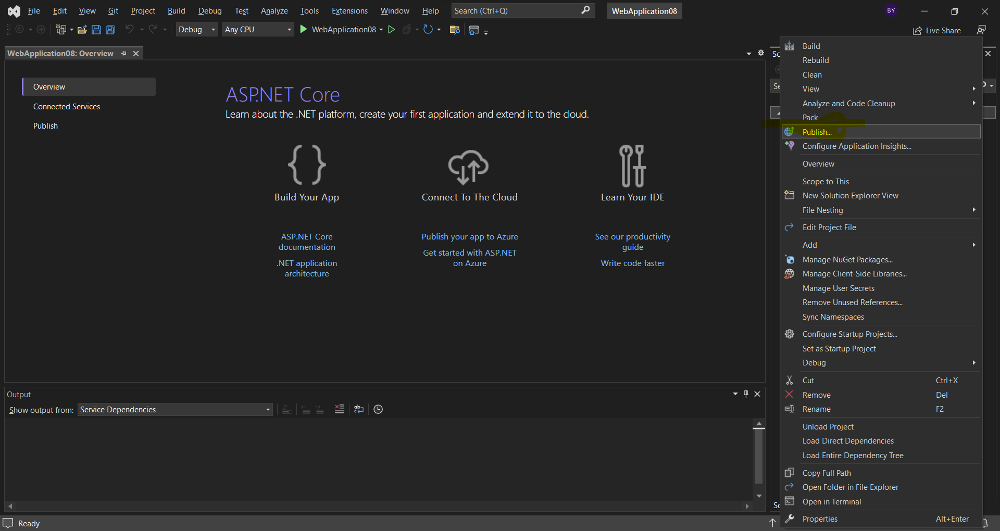 File Edit View Git Project Build Debug Test Analyze Tools Extensions Window Help Search (Ctrl+Q) WebApplication08 BY
Debug Any CPU WebApplication08 Live Share
WebApplication08: Overview
Overview
Connected Services
Publish
ASP.NET Core
Learn about the .NET platform, create your first application and extend it to the cloud.
Build Your App
ASP.NET Core
documentation
.NET application
architecture
Connect To The Cloud
Publish your app to Azure
Get started with ASP.NET
on Azure
Learn Your IDE
See our productivity
guide
Write code faster
Output
Show output from: Service Dependencies
Ready
So
Se
So
Build
Rebuild
Clean
View
Analyze and Code Cleanup
Pack
Publish...
Configure Application Insights...
Overview
Scope to This
New Solution Explorer View
File Nesting
Edit Project File
Add
Manage NuGet Packages...
Manage Client-Side Libraries...
Manage User Secrets
Remove Unused References...
Sync Namespaces
Configure Startup Projects...
Set as Startup Project
Debug
Cut Ctrl+X
Remove Del
Rename F2
Unload Project
Load Direct Dependencies
Load Entire Dependency Tree
Copy Full Path
Open Folder in File Explorer
Open in Terminal
Properties Alt+Enter